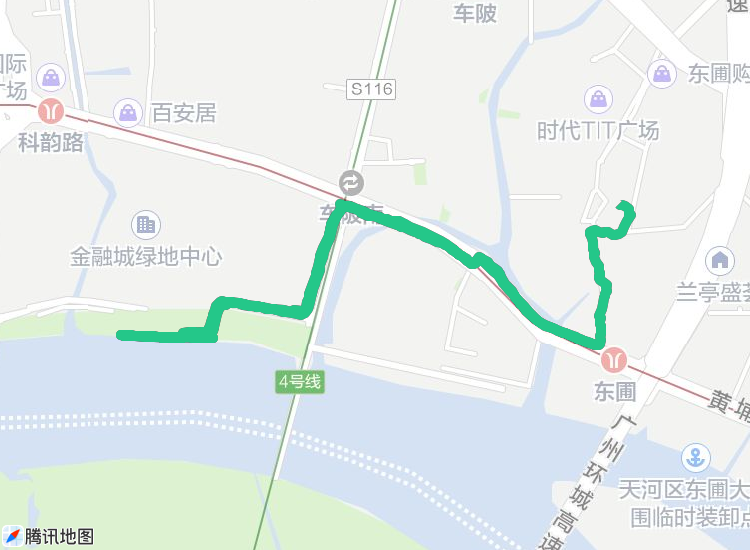 速
车陂
国际
广场
东圃购
S116
百安居
时代TIT广场
科韵路
车陂南
金融城绿地中心
兰亭盛荟
4号线
东圃
黄埔
广州环城高速
天河区东圃大
围临时装卸点
腾讯地图